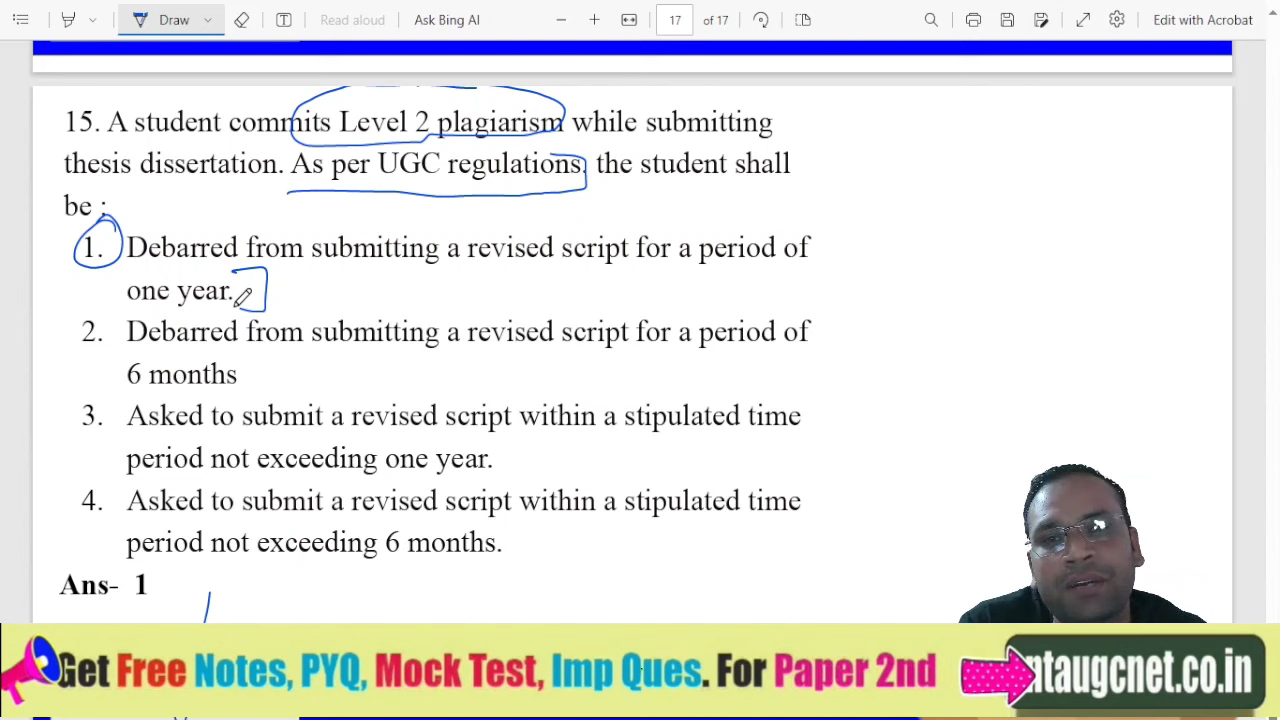 Draw
Read aloud
Ask Bing AI
17 of 17
Edit with Acrobat
15. A student commits Level 2 plagiarism while submitting
thesis dissertation. As per UGC regulations, the student shall
be :
1. Debarred from submitting a revised script for a period of
one year.
2. Debarred from submitting a revised script for a period of
6 months
3. Asked to submit a revised script within a stipulated time
period not exceeding one year.
4. Asked to submit a revised script within a stipulated time
period not exceeding 6 months.
Ans- 1
Get Free Notes, PYQ, Mock Test, Imp Ques. For Paper 2nd
ntaugcnet.co.in